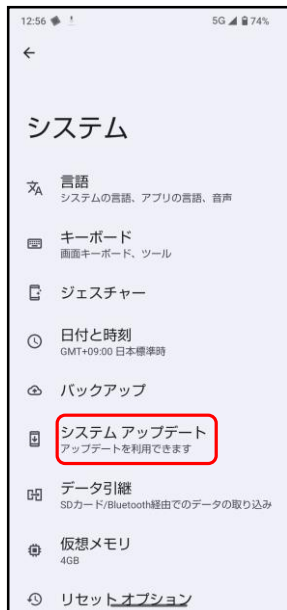 12:56 5G 74%
システム
言語
システムの言語、アプリの言語、音声
キーボード
画面キーボード、ツール
ジェスチャー
日付と時刻
GMT+09:00 日本標準時
バックアップ
システム アップデート
アップデートを利用できます
データ引継
SDカード/Bluetooth経由でのデータの取り込み
仮想メモリ
4GB
リセット オプション